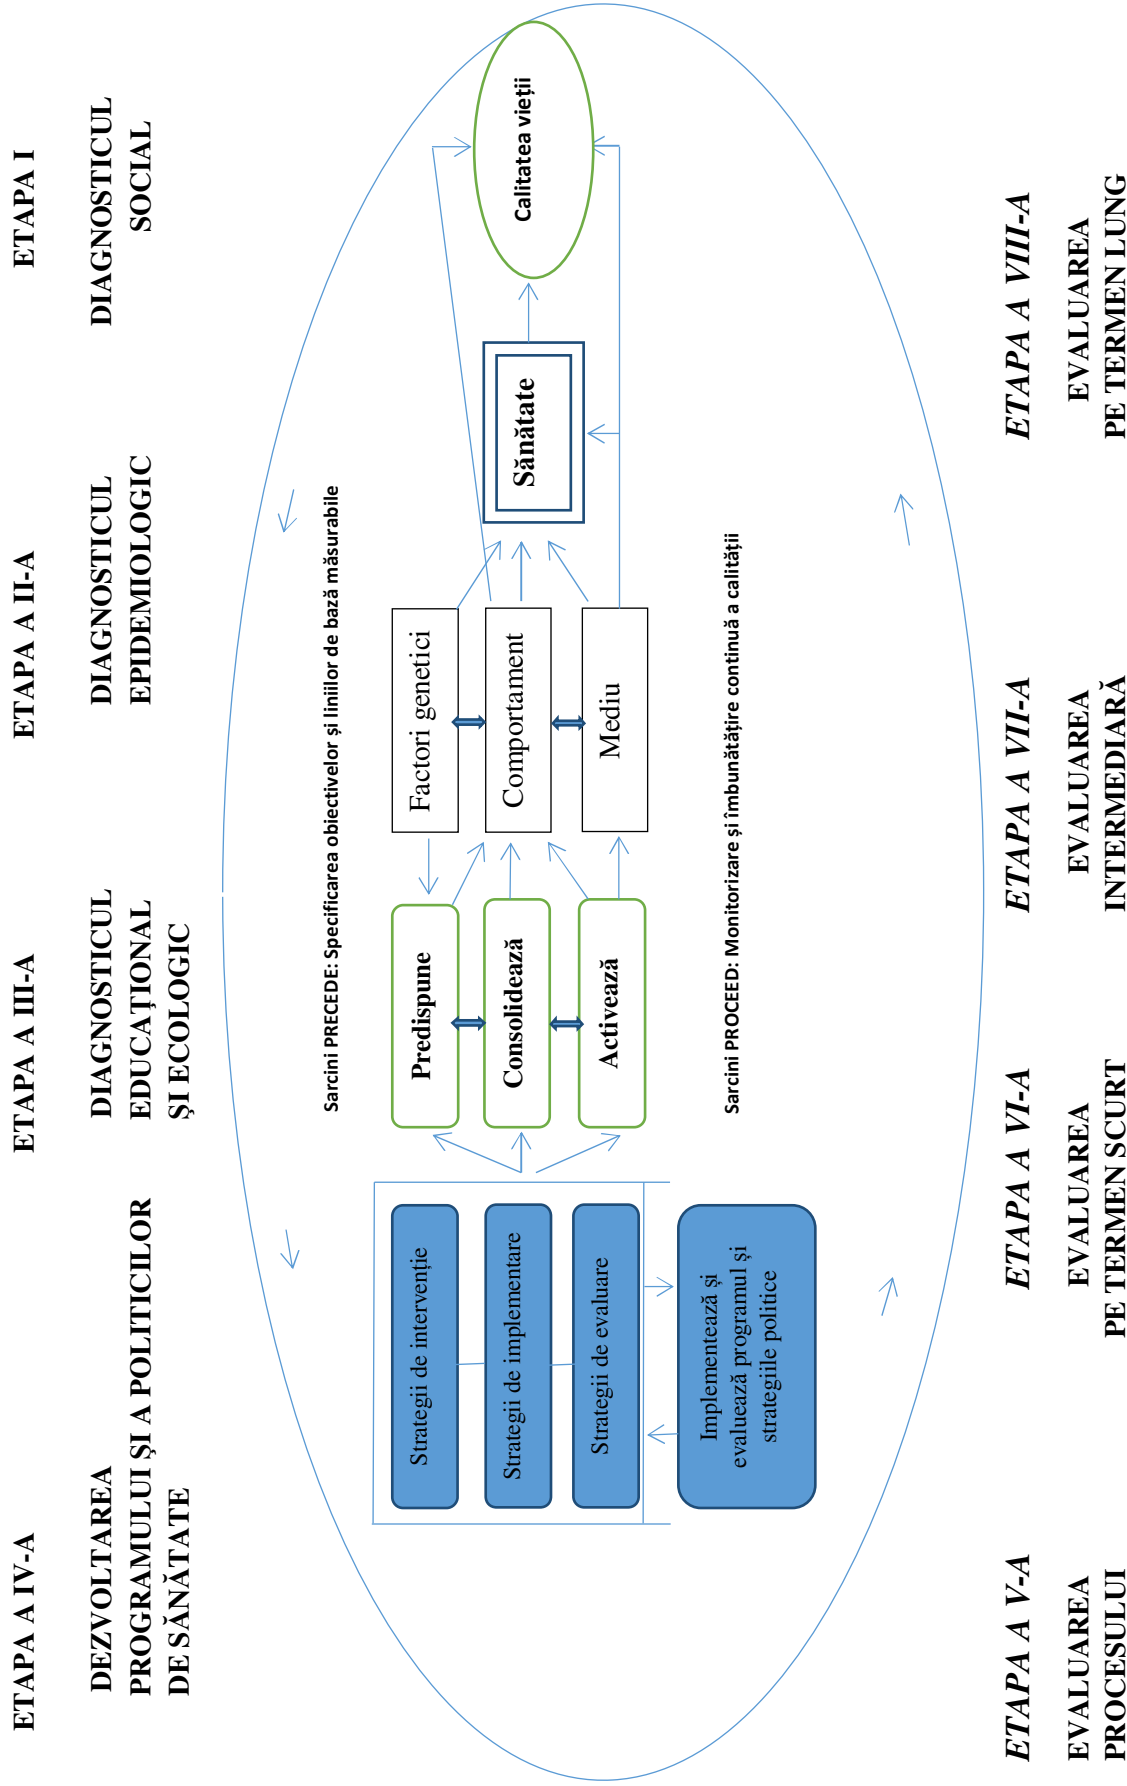 ETAPA A IV-A
ETAPA A III-A
ETAPA A II-A
ETAPA I
DEZVOLTAREA
PROGRAMULUI ŞI A POLITICILOR
DE SĂNĂTATE
DIAGNOSTICUL
EDUCAŢIONAL
ŞI ECOLOGIC
DIAGNOSTICUL
EPIDEMIOLOGIC
DIAGNOSTICUL
SOCIAL
Sarcini PRECEDE: Specificarea obiectivelor și liniilor de bază măsurabile
Strategii de intervenție
Strategii de implementare
Strategii de evaluare
Implementează și
evaluează programul și
strategiile politice
Predispune
Consolidează
Activează
Factori genetici
Comportament
Mediu
Sănătate
Calitatea vieții
Sarcini PROCEED: Monitorizare și îmbunătățire continuă a calității
ETAPA A V-A
ETAPA A VI-A
ETAPA A VII-A
ETAPA A VIII-A
EVALUAREA
PROCESULUI
EVALUAREA
PE TERMEN SCURT
EVALUAREA
INTERMEDIARĂ
EVALUAREA
PE TERMEN LUNG